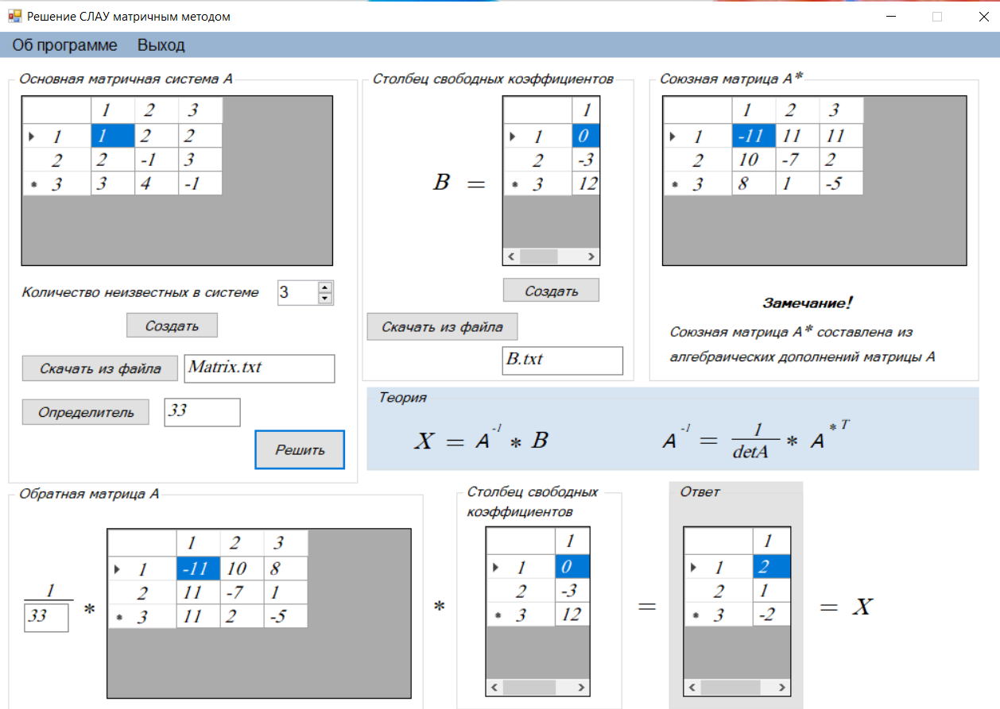 Решение СЛАУ матричным методом
Об программе Выход
Основная матричная система А
1 2 3
1 1 2 2
2 2 -1 3
* 3 3 4 -1
Количество неизвестных в системе 3
Создать
Скачать из файла Matrix.txt
Определитель 33
Решить
Столбец свободных коэффициентов
B =
1
1 0
2 -3
* 3 12
Создать
Скачать из файла
B.txt
Союзная матрица А*
1 2 3
1 -11 11 11
2 10 -7 2
* 3 8 1 -5
Замечание!
Союзная матрица А* составлена из
алгебраических дополнений матрицы А
Теория
X = A^-1 * B
A^-1 = 1/detA * A^*T
Обратная матрица А
1
33
*
1 2 3
1 -11 10 8
2 11 -7 1
* 3 11 2 -5
*
Столбец свободных
коэффициентов
1
1 0
2 -3
* 3 12
=
Ответ
1
1 2
2 1
* 3 -2
= X